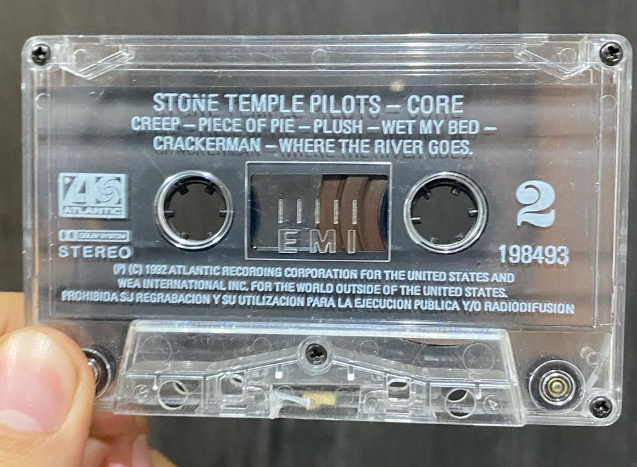 STONE TEMPLE PILOTS – CORE
CREEP – PIECE OF PIE – PLUSH – WET MY BED –
CRACKERMAN – WHERE THE RIVER GOES.
ATLANTIC
2
EMI
DOLBY SYSTEM
STEREO
198493
(P) (C) 1992 ATLANTIC RECORDING CORPORATION FOR THE UNITED STATES AND
WEA INTERNATIONAL INC. FOR THE WORLD OUTSIDE OF THE UNITED STATES.
PROHIBIDA SU REGRABACION Y SU UTILIZACION PARA LA EJECUCION PUBLICA Y/O RADIODIFUSION